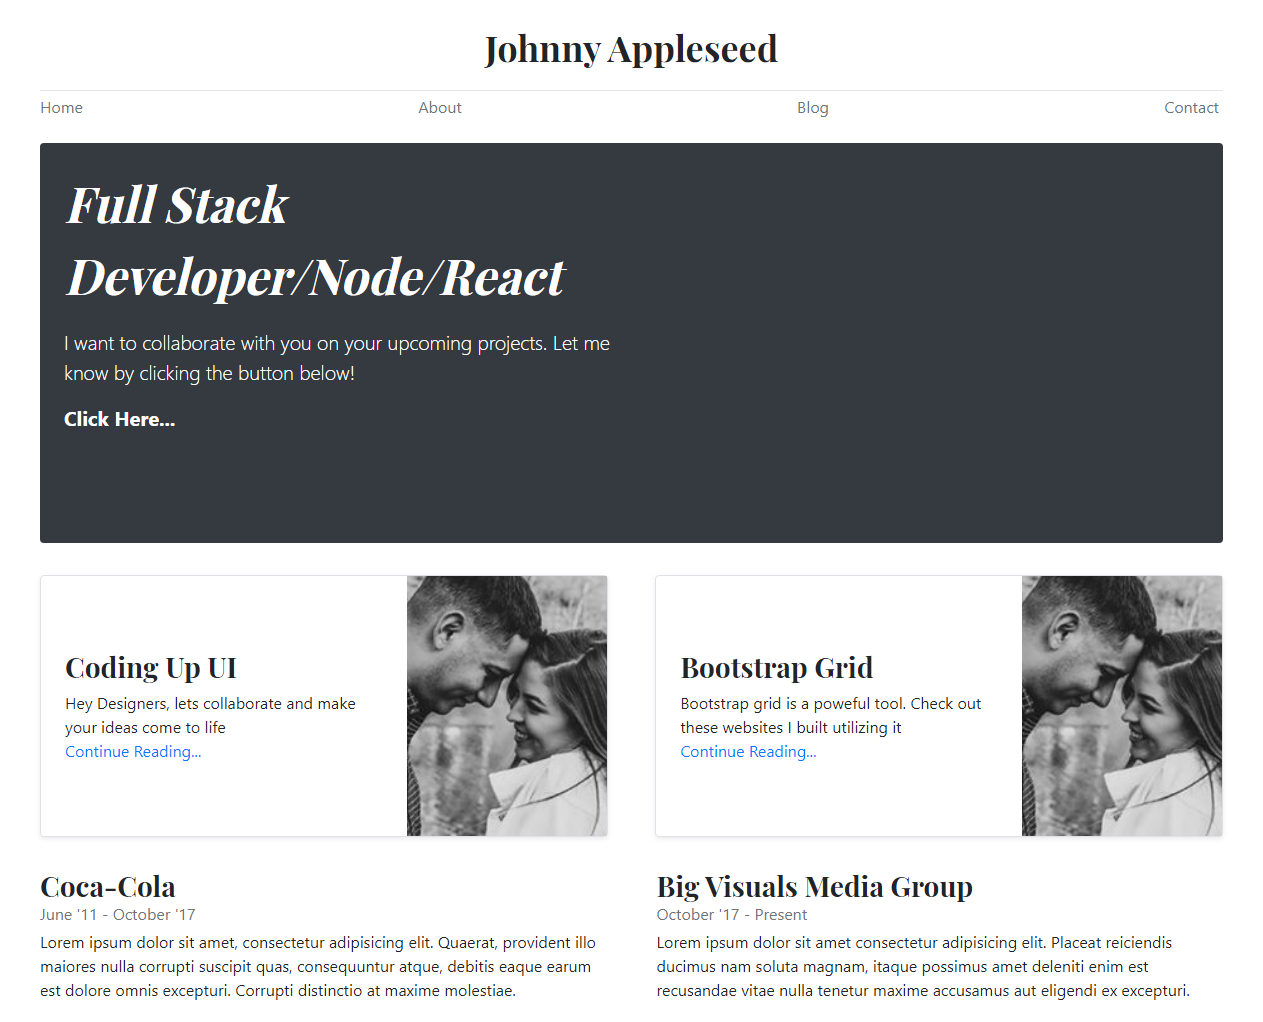 Johnny Appleseed
Home About Blog Contact
Full Stack
Developer/Node/React
I want to collaborate with you on your upcoming projects. Let me
know by clicking the button below!
Click Here...
Coding Up UI
Hey Designers, lets collaborate and make
your ideas come to life
Continue Reading...
Bootstrap Grid
Bootstrap grid is a poweful tool. Check out
these websites I built utilizing it
Continue Reading...
Coca-Cola
June '11 - October '17
Lorem ipsum dolor sit amet, consectetur adipisicing elit. Quaerat, provident illo
maiores nulla corrupti suscipit quas, consequuntur atque, debitis eaque earum
est dolore omnis excepturi. Corrupti distinctio at maxime molestiae.
Big Visuals Media Group
October '17 - Present
Lorem ipsum dolor sit amet consectetur adipisicing elit. Placeat reiciendis
ducimus nam soluta magnam, itaque possimus amet deleniti enim est
recusandae vitae nulla tenetur maxime accusamus aut eligendi ex excepturi.